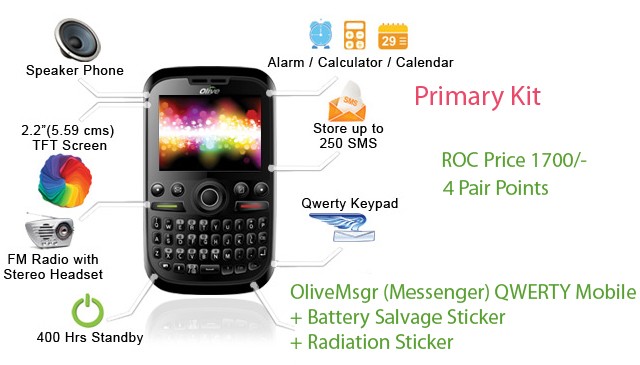 Speaker Phone
Alarm / Calculator / Calendar
29
Olive
SMS
Primary Kit
2.2"(5.59 cms)
TFT Screen
Store up to
250 SMS
ROC Price 1700/-
4 Pair Points
Qwerty Keypad
FM Radio with
Stereo Headset
OliveMsgr (Messenger) QWERTY Mobile
+ Battery Salvage Sticker
+ Radiation Sticker
400 Hrs Standby